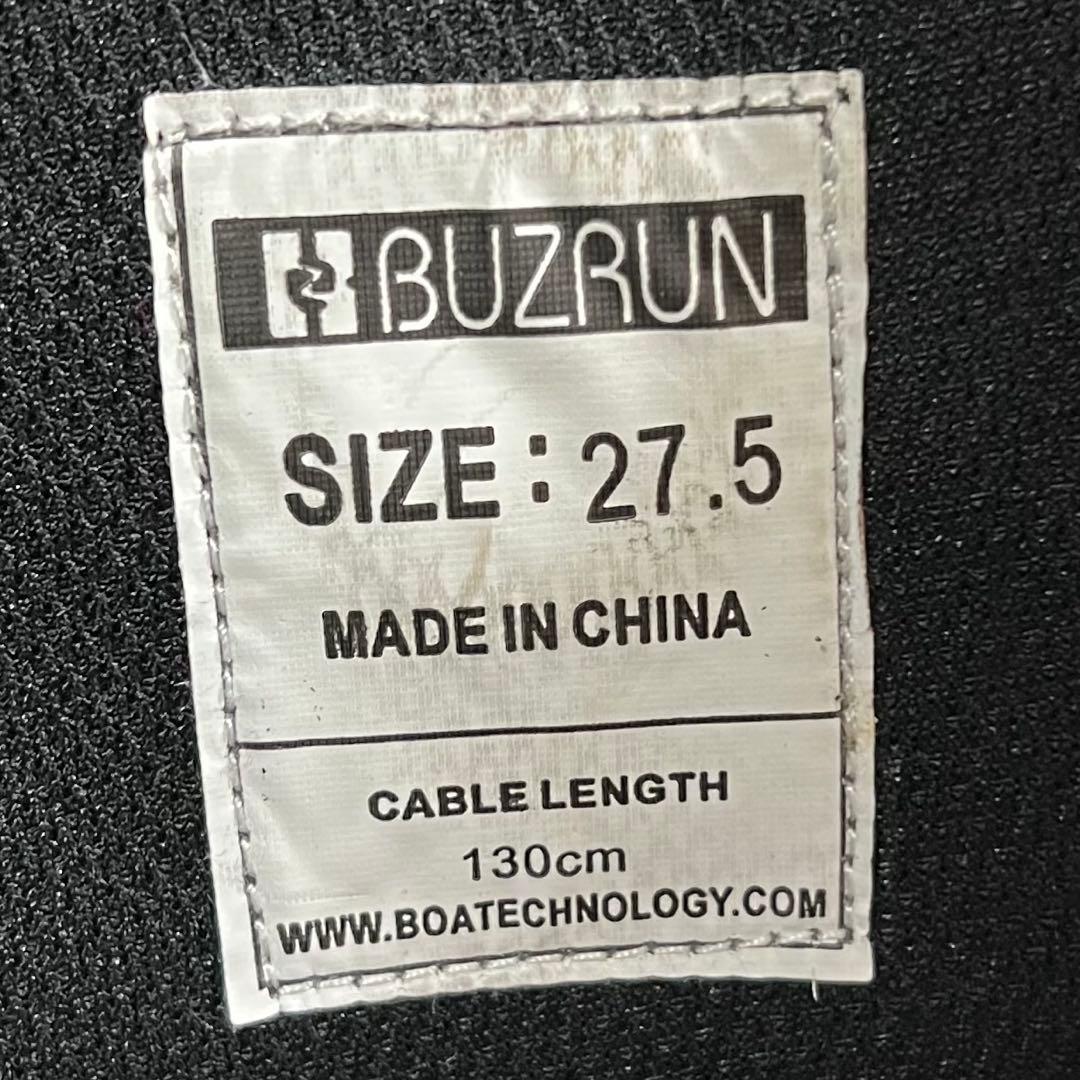 BUZRUN
SIZE: 27.5
MADE IN CHINA
CABLE LENGTH
130cm
WWW.BOATECHNOLOGY.COM